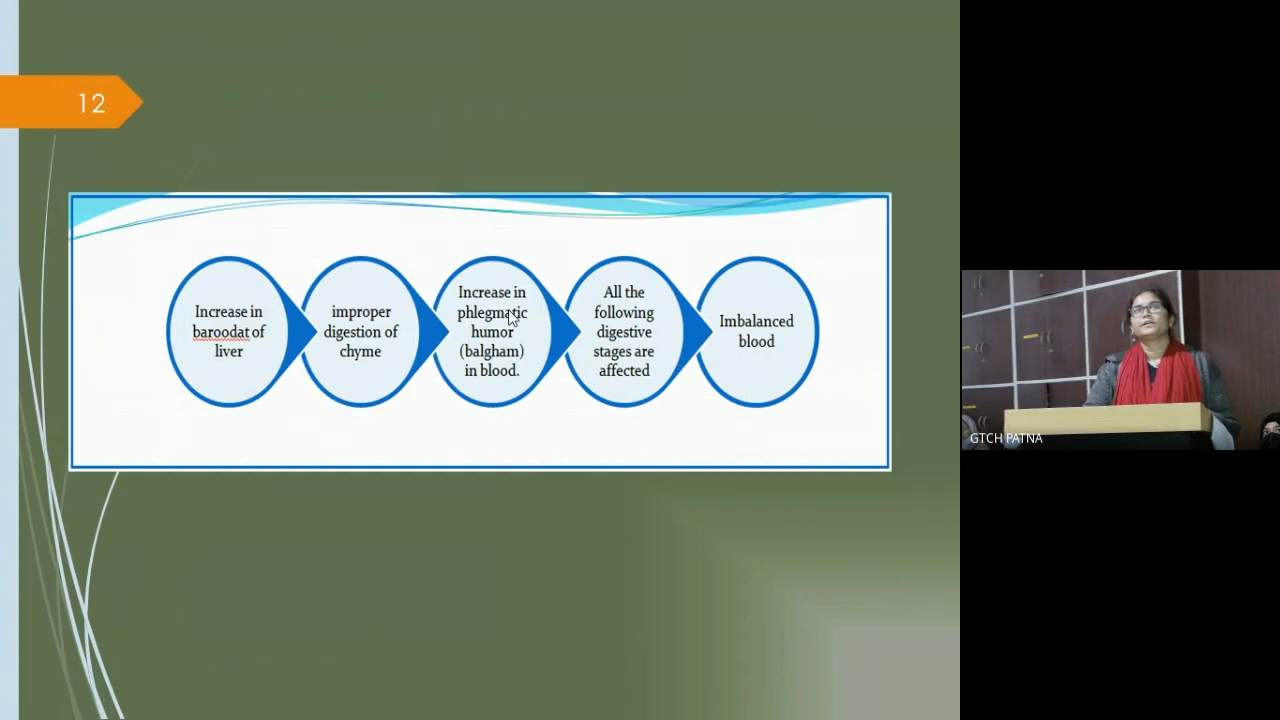 12
Increase in
baroodat of
liver
improper
digestion of
chyme
Increase in
phlegmatic
humor
(balgham)
in blood.
All the
following
digestive
stages are
affected
Imbalanced
blood
GTCH PATNA